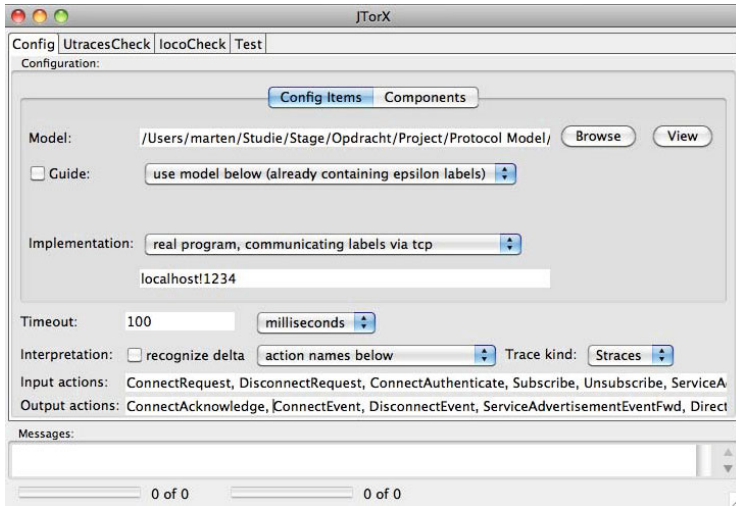 JTorX
Config UtracesCheck IocoCheck Test
Configuration:
Config Items Components
Model: /Users/marten/Studie/Stage/Opdracht/Project/Protocol Model/ Browse View
Guide: use model below (already containing epsilon labels)
Implementation: real program, communicating labels via tcp
localhost!1234
Timeout: 100 milliseconds
Interpretation: recognize delta action names below Trace kind: Straces
Input actions: ConnectRequest, DisconnectRequest, ConnectAuthenticate, Subscribe, Unsubscribe, ServiceA
Output actions: ConnectAcknowledge, ConnectEvent, DisconnectEvent, ServiceAdvertisementEventFwd, Direct
Messages:
0 of 0 0 of 0